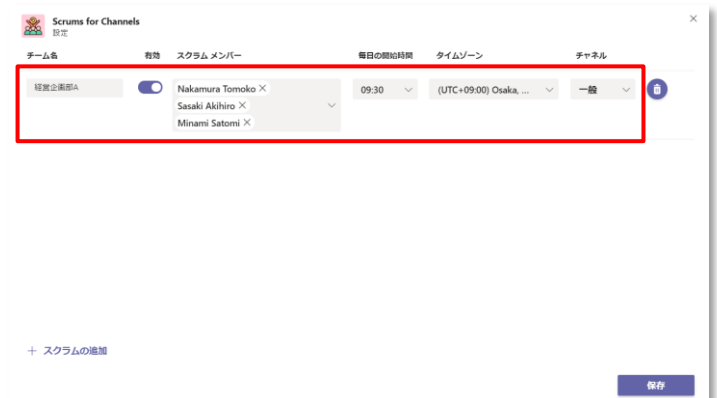 Scrums for Channels
設定
チーム名 有効 スクラム メンバー 毎日の開始時間 タイムゾーン チャネル
経営企画部A Nakamura Tomoko × 09:30 (UTC+09:00) Osaka, ... 一般
Sasaki Akihiro ×
Minami Satomi ×
+ スクラムの追加
保存